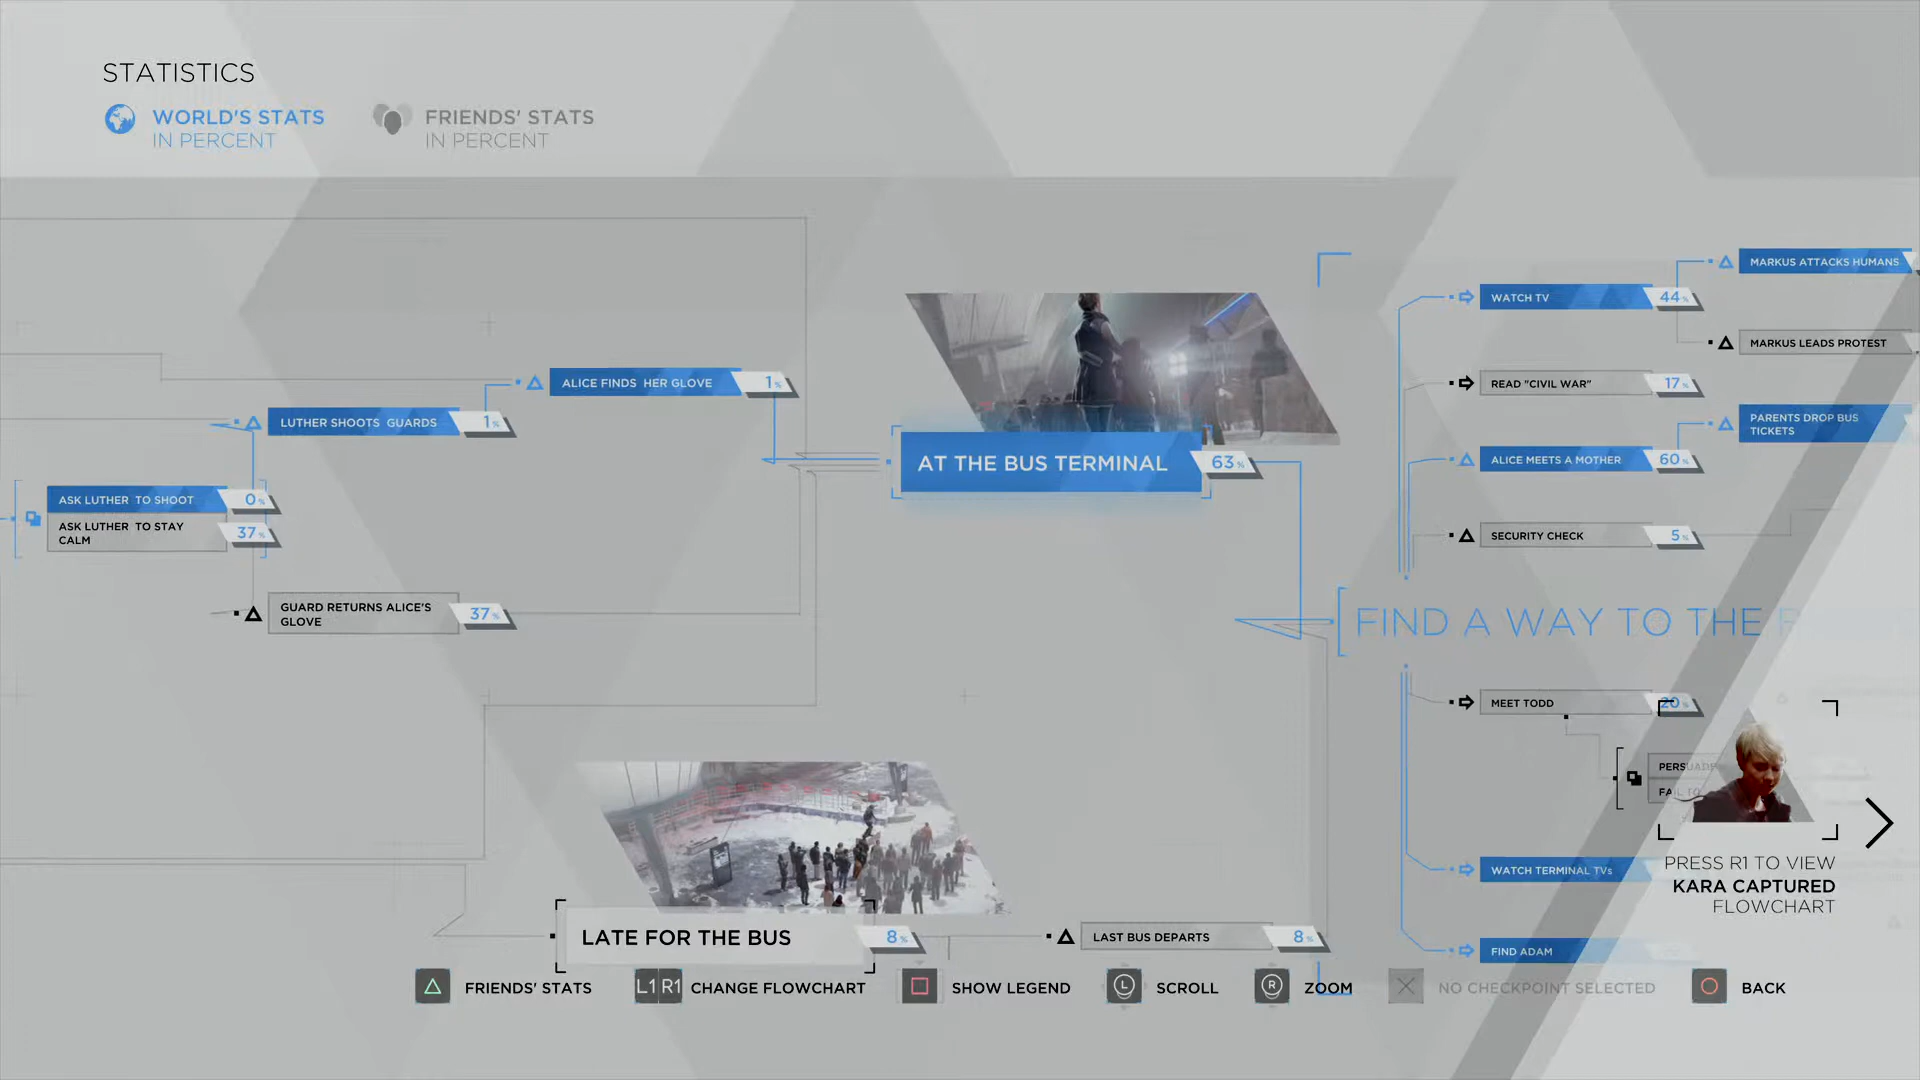 STATISTICS
WORLD'S STATS
IN PERCENT
FRIENDS' STATS
IN PERCENT
MARKUS ATTACKS HUMANS
WATCH TV
44%
MARKUS LEADS PROTEST
ALICE FINDS HER GLOVE
1%
READ "CIVIL WAR"
17%
LUTHER SHOOTS GUARDS
1%
PARENTS DROP BUS
TICKETS
AT THE BUS TERMINAL
63%
ALICE MEETS A MOTHER
60%
ASK LUTHER TO SHOOT
0%
ASK LUTHER TO STAY
CALM
37%
SECURITY CHECK
5%
GUARD RETURNS ALICE'S
GLOVE
37%
FIND A WAY TO THE
MEET TODD
20%
PERSUADE
FAIL TO
WATCH TERMINAL TVs
PRESS R1 TO VIEW
KARA CAPTURED
FLOWCHART
LATE FOR THE BUS
8%
LAST BUS DEPARTS
8%
FIND ADAM
FRIENDS' STATS
L1 R1 CHANGE FLOWCHART
SHOW LEGEND
L SCROLL
R ZOOM
NO CHECKPOINT SELECTED
BACK